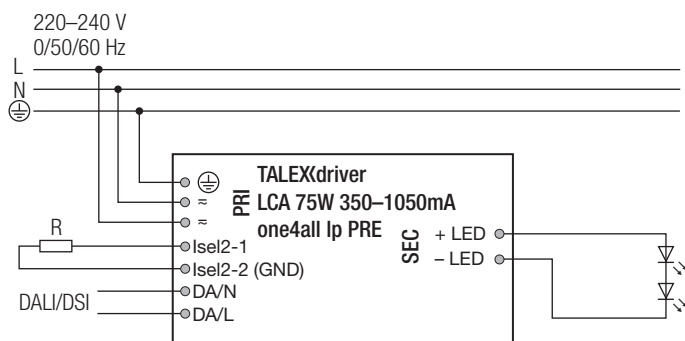 220–240 V
0/50/60 Hz
L
N
PRI
TALEXXdriver
LCA 75W 350–1050mA
one4all lp PRE
≂
≂
R
Isel2-1
Isel2-2 (GND)
DALI/DSI
DA/N
DA/L
SEC
+ LED
– LED